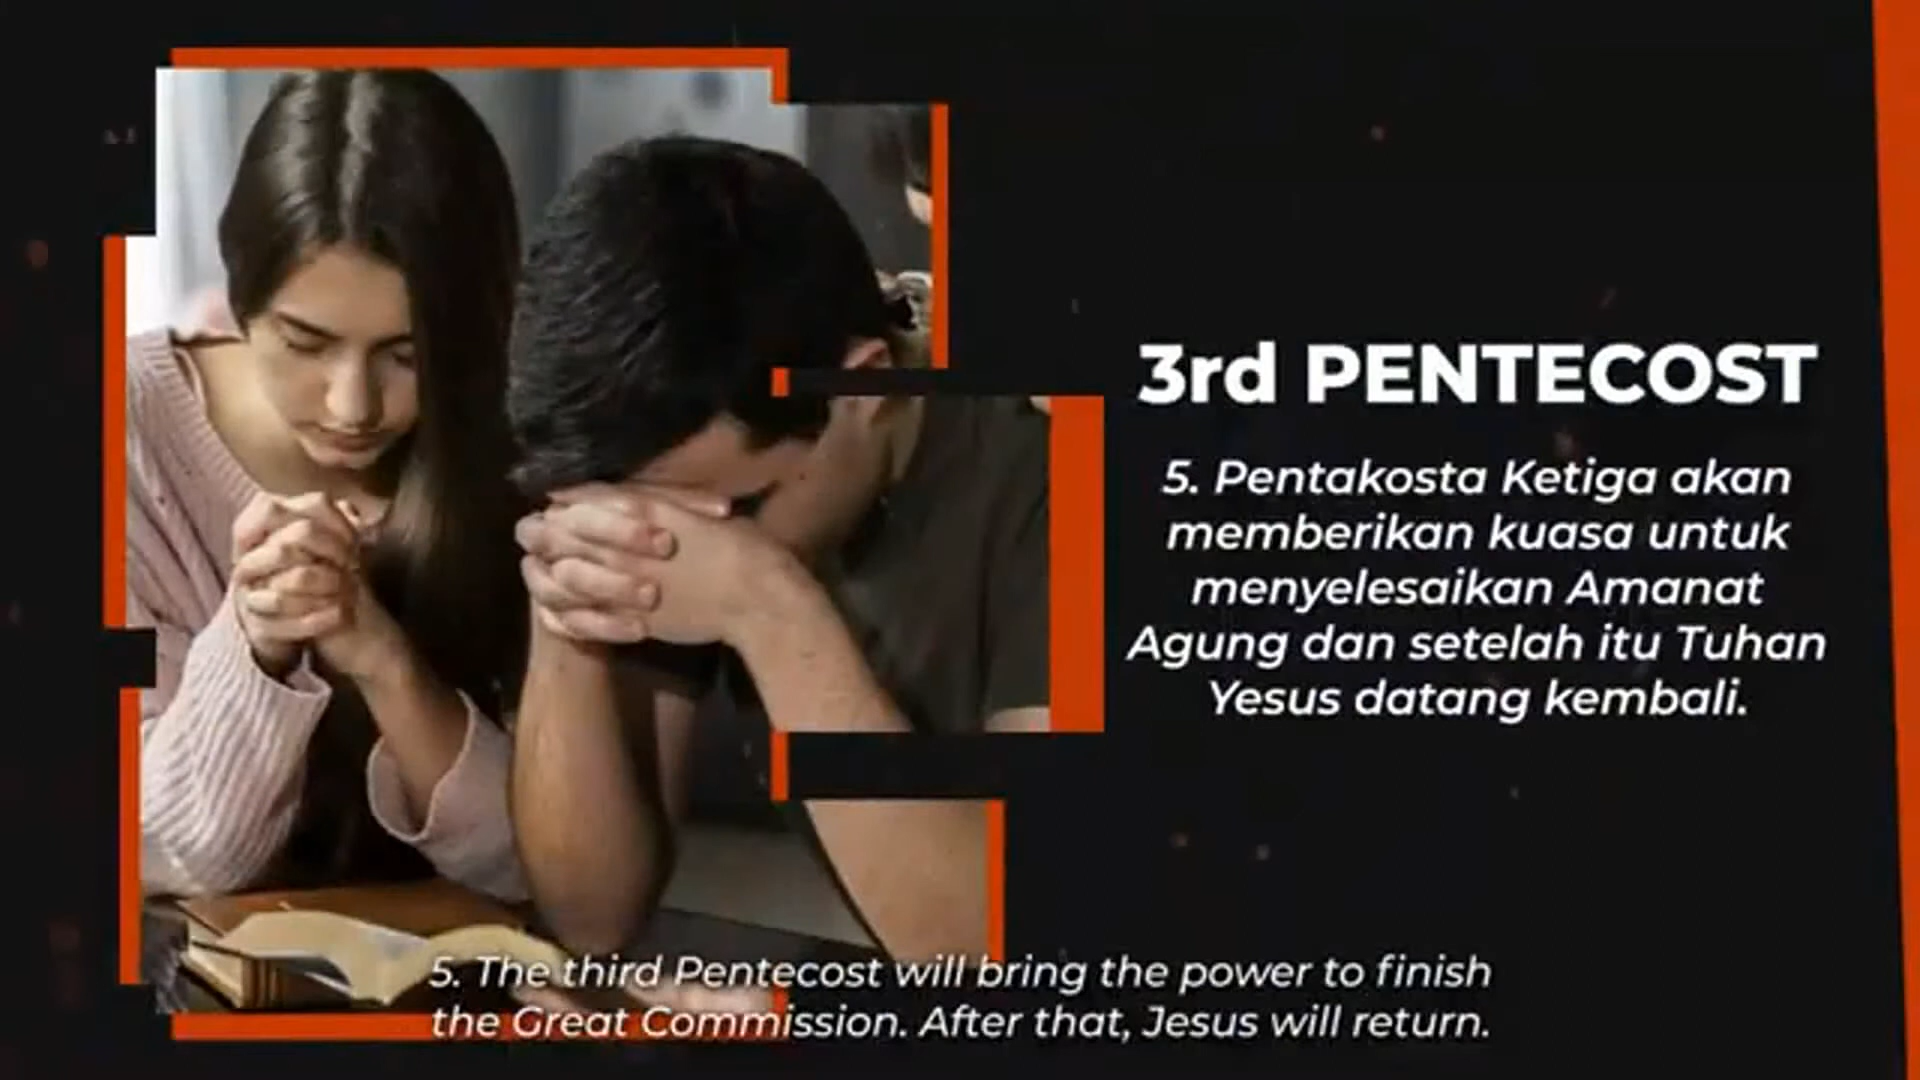 3rd PENTECOST
5. Pentakosta Ketiga akan
memberikan kuasa untuk
menyelesaikan Amanat
Agung dan setelah itu Tuhan
Yesus datang kembali.
5. The third Pentecost will bring the power to finish
the Great Commission. After that, Jesus will return.